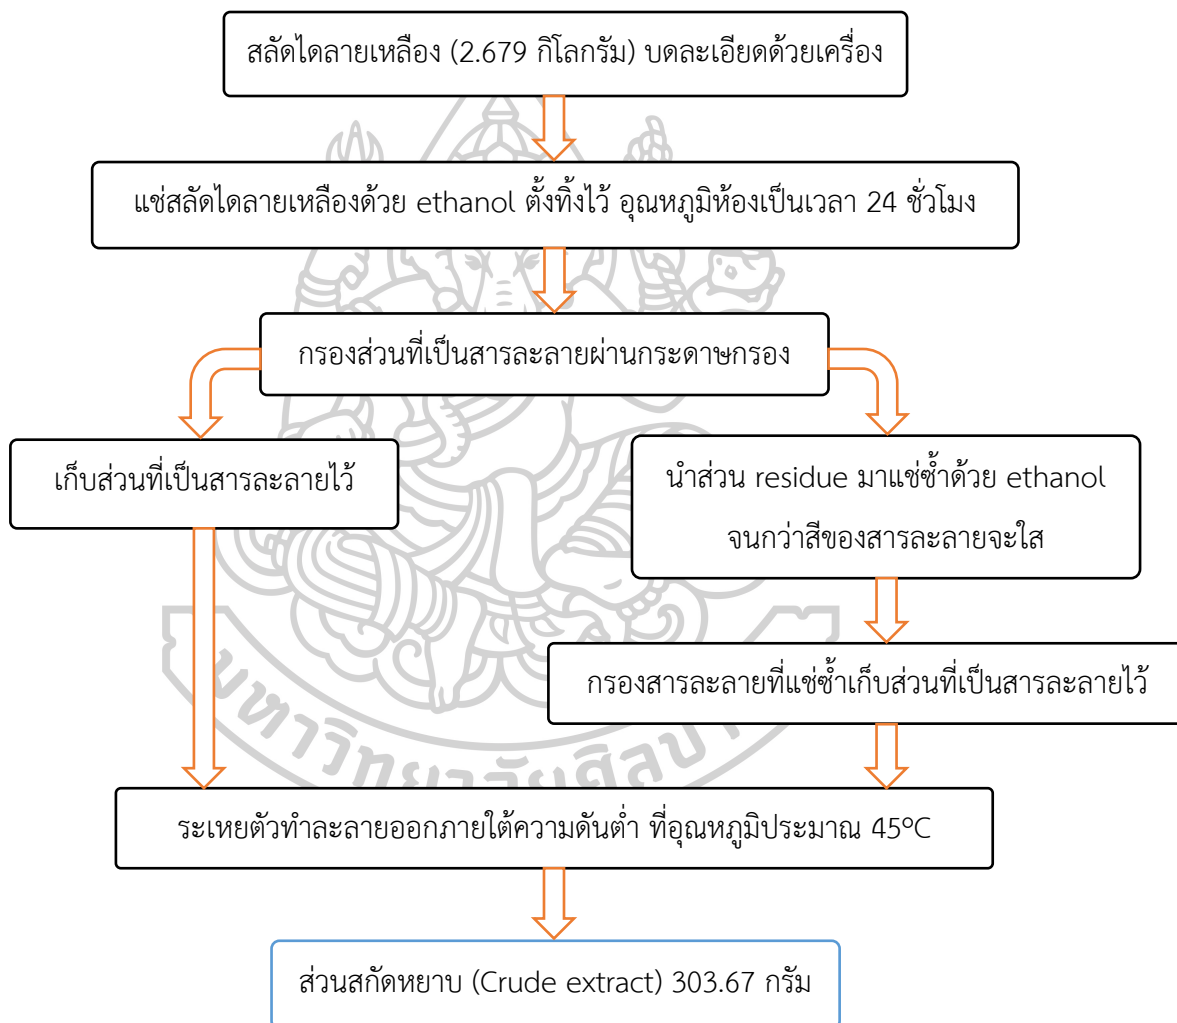 สลัดไดลายเหลือง (2.679 กิโลกรัม) บดละเอียดด้วยเครื่อง
แช่สลัดไดลายเหลืองด้วย ethanol ตั้งทิ้งไว้ อุณหภูมิห้องเป็นเวลา 24 ชั่วโมง
กรองส่วนที่เป็นสารละลายผ่านกระดาษกรอง
เก็บส่วนที่เป็นสารละลายไว้
นำส่วน residue มาแช่ซ้ำด้วย ethanol
จนกว่าสีของสารละลายจะใส
กรองสารละลายที่แช่ซ้ำเก็บส่วนที่เป็นสารละลายไว้
ระเหยตัวทำละลายออกภายใต้ความดันต่ำ ที่อุณหภูมิประมาณ 45ºC
ส่วนสกัดหยาบ (Crude extract) 303.67 กรัม